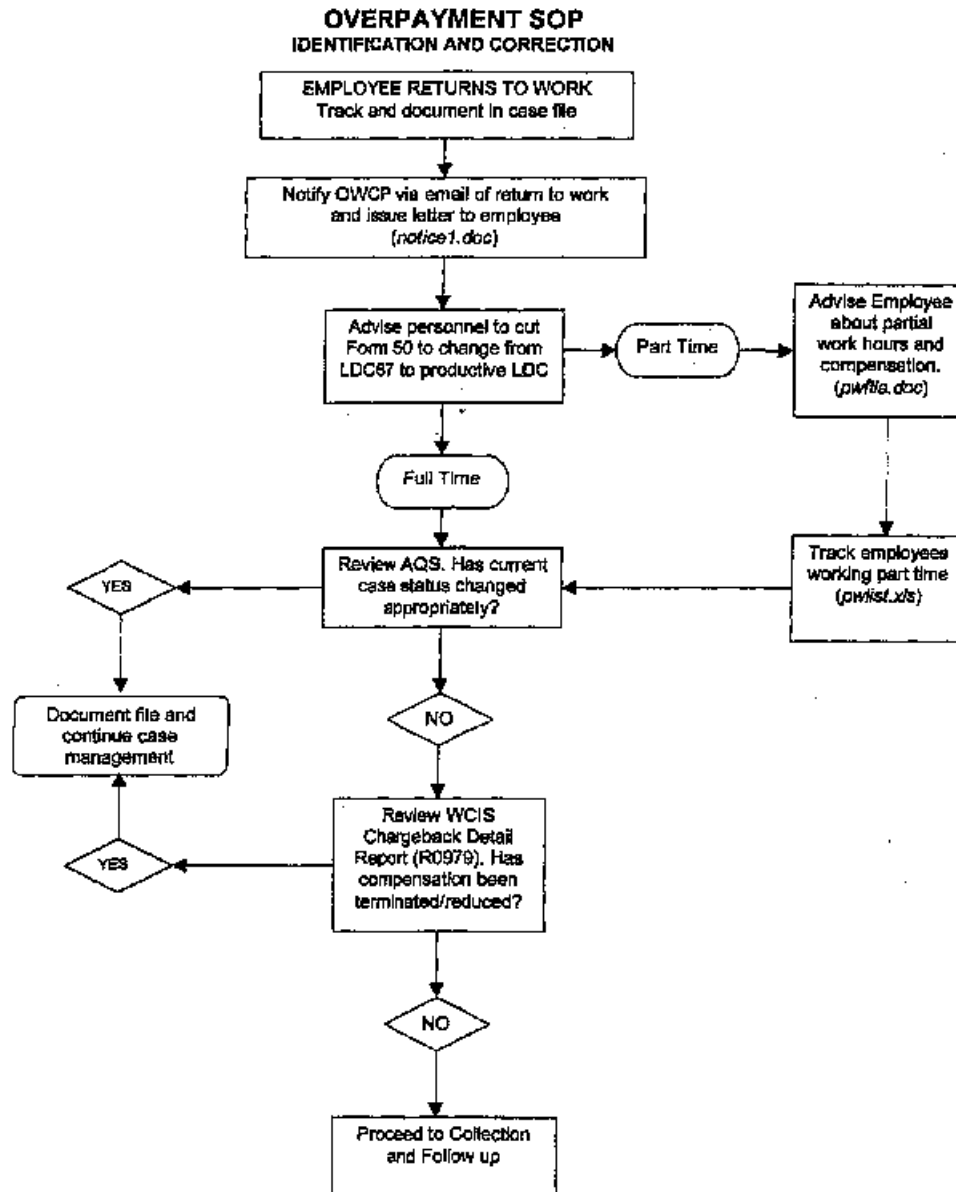 OVERPAYMENT SOP
IDENTIFICATION AND CORRECTION
EMPLOYEE RETURNS TO WORK
Track and document in case file
Notify OWCP via email of return to work
and issue letter to employee
(notice1.doc)
Advise personnel to cut
Form 50 to change from
LDC67 to productive LDC
Part Time
Advise Employee
about partial
work hours and
compensation.
(pwftla.doc)
Full Time
Review AQS. Has current
case status changed
appropriately?
Track employees
working part time
(pwlist.xls)
YES
Document file and
continue case
management
NO
Review WCIS
Chargeback Detail
Report (R0979). Has
compensation been
terminated/reduced?
YES
NO
Proceed to Collection
and Follow up